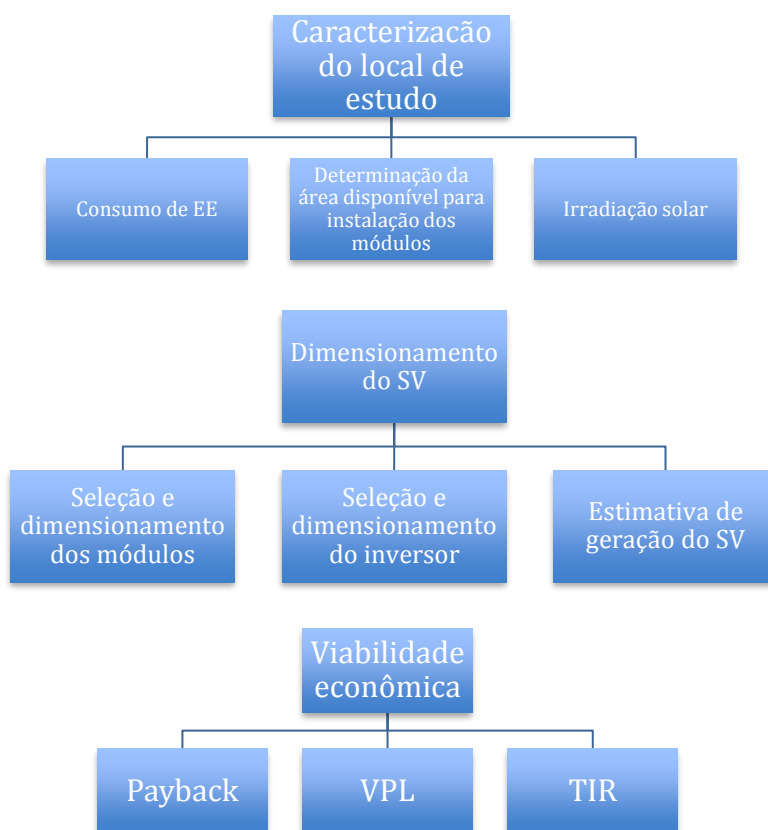 Caracterizacão
do local de
estudo
Consumo de EE
Determinação da
área disponível para
instalação dos
módulos
Irradiação solar
Dimensionamento
do SV
Seleção e
dimensionamento
dos módulos
Seleção e
dimensionamento
do inversor
Estimativa de
geração do SV
Viabilidade
econômica
Payback
VPL
TIR